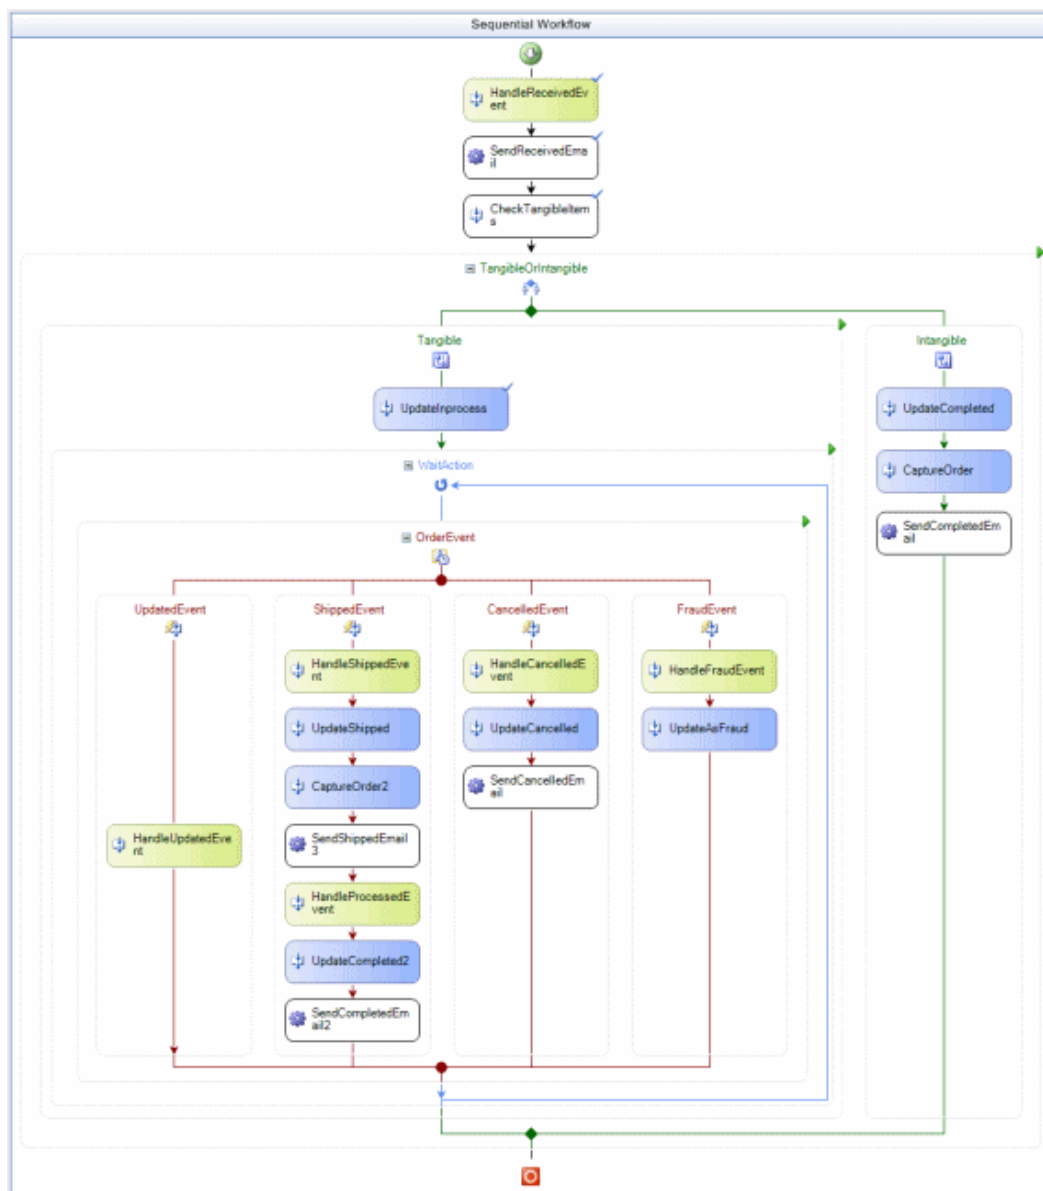 Sequential Workflow
HandleReceivedEv
ent
SendReceivedEma
il
CheckTangibleItem
s
TangibleOrIntangible
Tangible
Intangible
UpdateInprocess
UpdateCompleted
WaitAction
CaptureOrder
SendCompletedEm
ail
OrderEvent
UpdatedEvent
ShippedEvent
CancelledEvent
FraudEvent
HandleShippedEve
nt
HandleCancelledE
vent
HandleFraudEvent
UpdateShipped
UpdateCancelled
UpdateAsFraud
CaptureOrder2
SendCancelledEm
ail
HandleUpdatedEve
nt
SendShippedEmail
3
HandleProcessedE
vent
UpdateCompleted2
SendCompletedEm
ail2